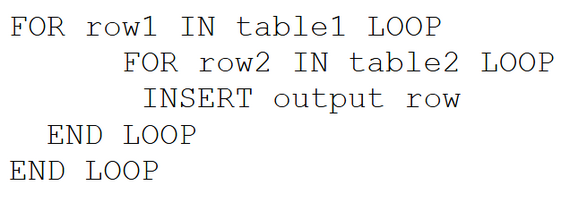 FOR row1 IN table1 LOOP
FOR row2 IN table2 LOOP
INSERT output row
END LOOP
END LOOP